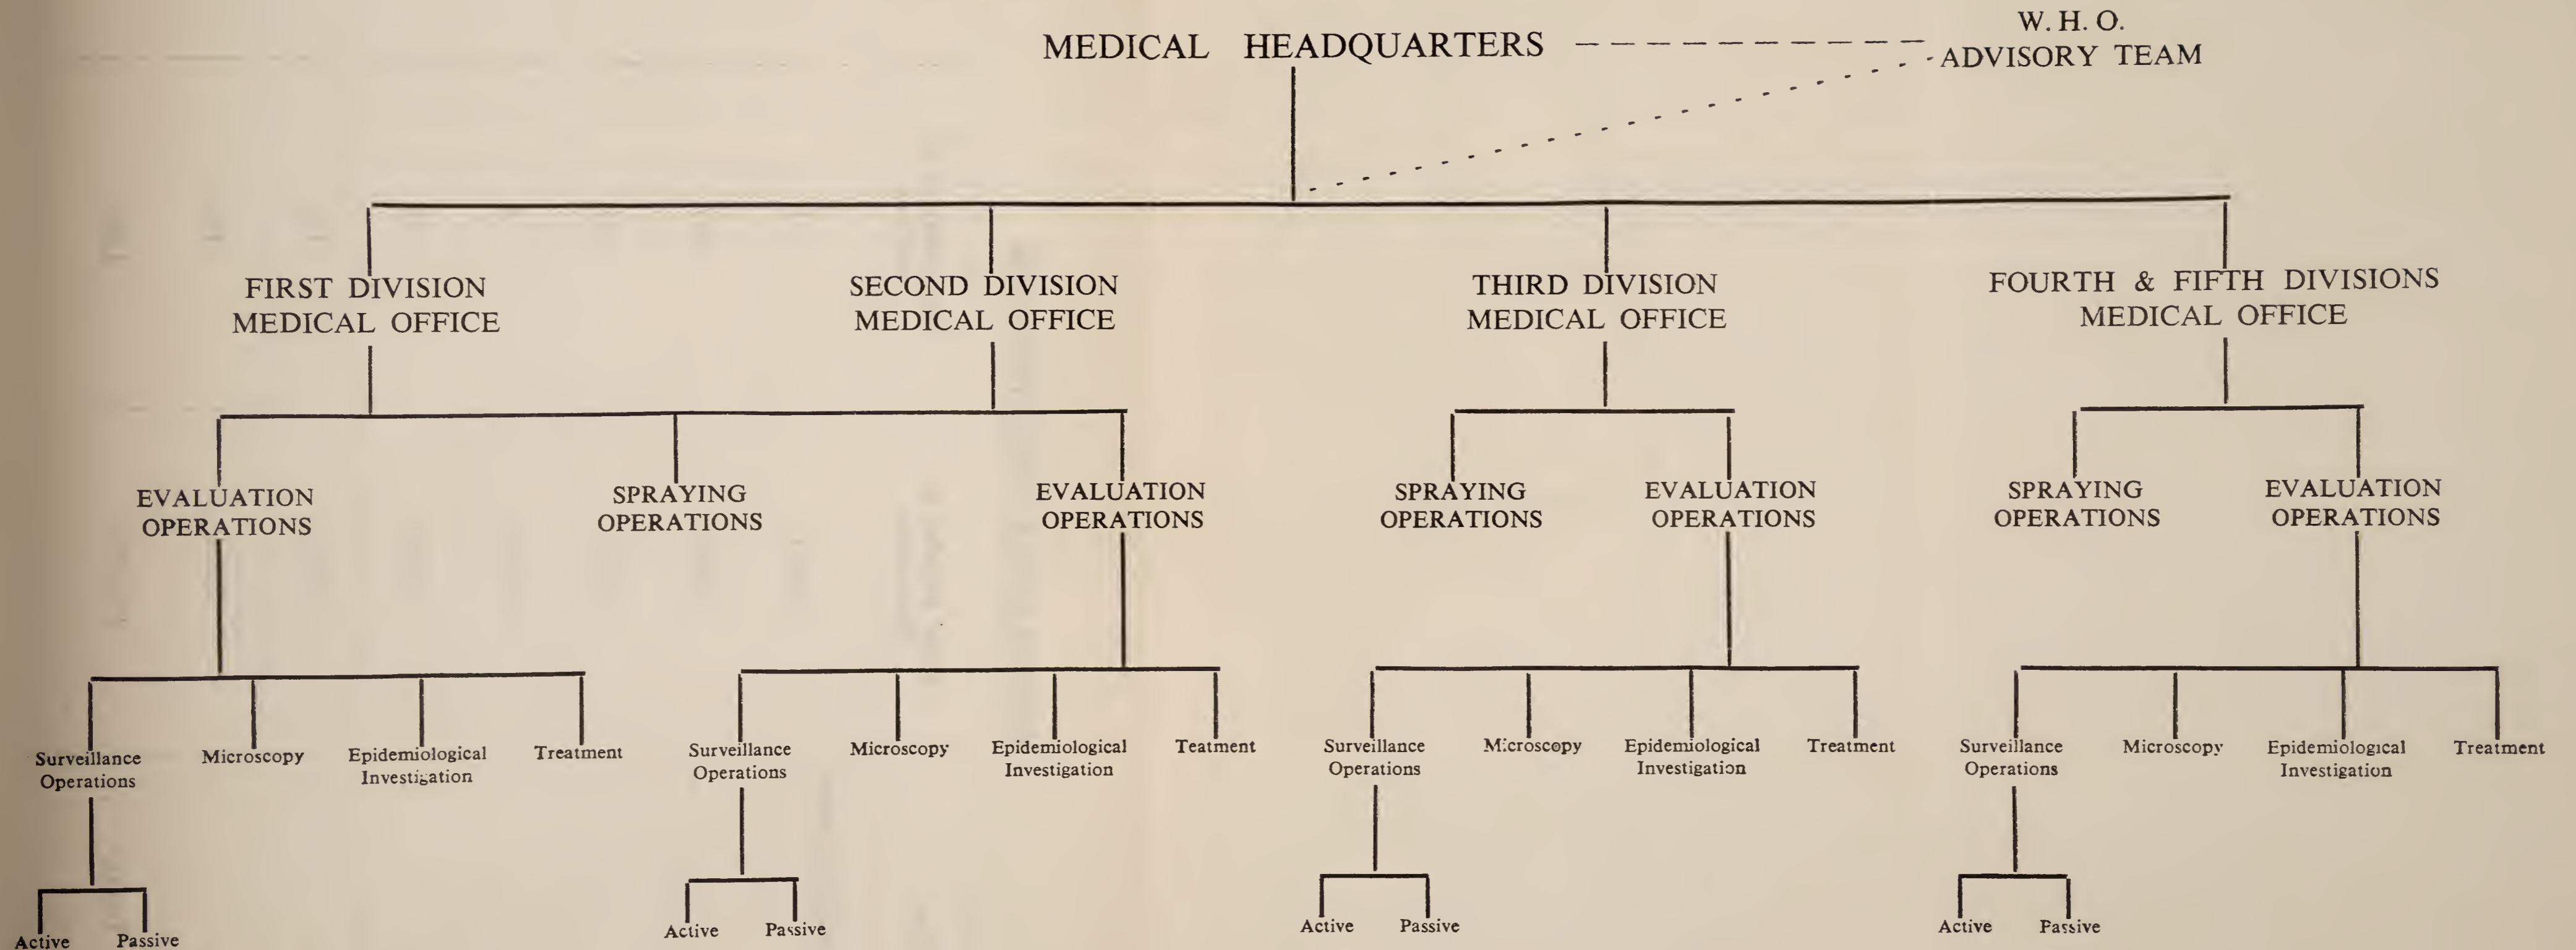 MEDICAL HEADQUARTERS
W. H. O.
ADVISORY TEAM
FIRST DIVISION
MEDICAL OFFICE
SECOND DIVISION
MEDICAL OFFICE
THIRD DIVISION
MEDICAL OFFICE
FOURTH & FIFTH DIVISIONS
MEDICAL OFFICE
EVALUATION
OPERATIONS
SPRAYING
OPERATIONS
EVALUATION
OPERATIONS
SPRAYING
OPERATIONS
EVALUATION
OPERATIONS
SPRAYING
OPERATIONS
EVALUATION
OPERATIONS
Surveillance
Operations
Microscopy
Epidemiological
Investigation
Treatment
Surveillance
Operations
Microscopy
Epidemiological
Investigation
Teatment
Surveillance
Operations
Microscopy
Epidemiological
Investigation
Treatment
Surveillance
Operations
Microscopy
Epidemiological
Investigation
Treatment
Active
Passive
Active
Passive
Active
Passive
Active
Passive